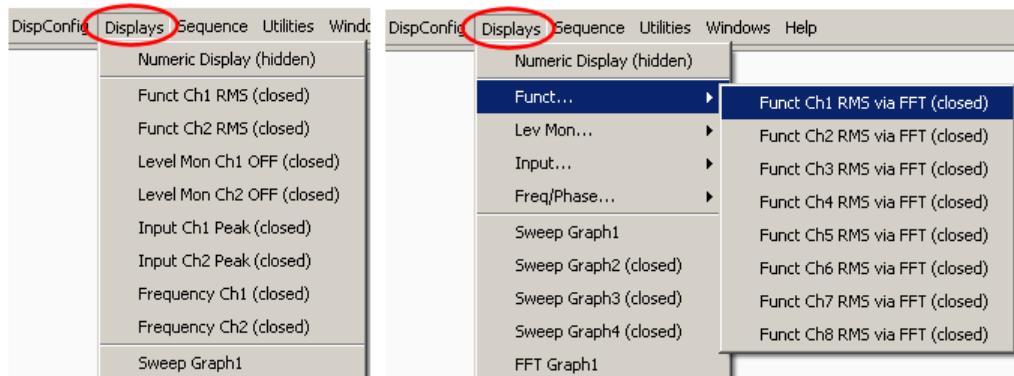 DispConfig Displays Sequence Utilities Windo
Numeric Display (hidden)
Funct Ch1 RMS (closed)
Funct Ch2 RMS (closed)
Level Mon Ch1 OFF (closed)
Level Mon Ch2 OFF (closed)
Input Ch1 Peak (closed)
Input Ch2 Peak (closed)
Frequency Ch1 (closed)
Frequency Ch2 (closed)
Sweep Graph1
DispConfig Displays Sequence Utilities Windows Help
Numeric Display (hidden)
Funct...
Lev Mon...
Input...
Freq/Phase...
Sweep Graph1
Sweep Graph2 (closed)
Sweep Graph3 (closed)
Sweep Graph4 (closed)
FFT Graph1
Funct Ch1 RMS via FFT (closed)
Funct Ch2 RMS via FFT (closed)
Funct Ch3 RMS via FFT (closed)
Funct Ch4 RMS via FFT (closed)
Funct Ch5 RMS via FFT (closed)
Funct Ch6 RMS via FFT (closed)
Funct Ch7 RMS via FFT (closed)
Funct Ch8 RMS via FFT (closed)